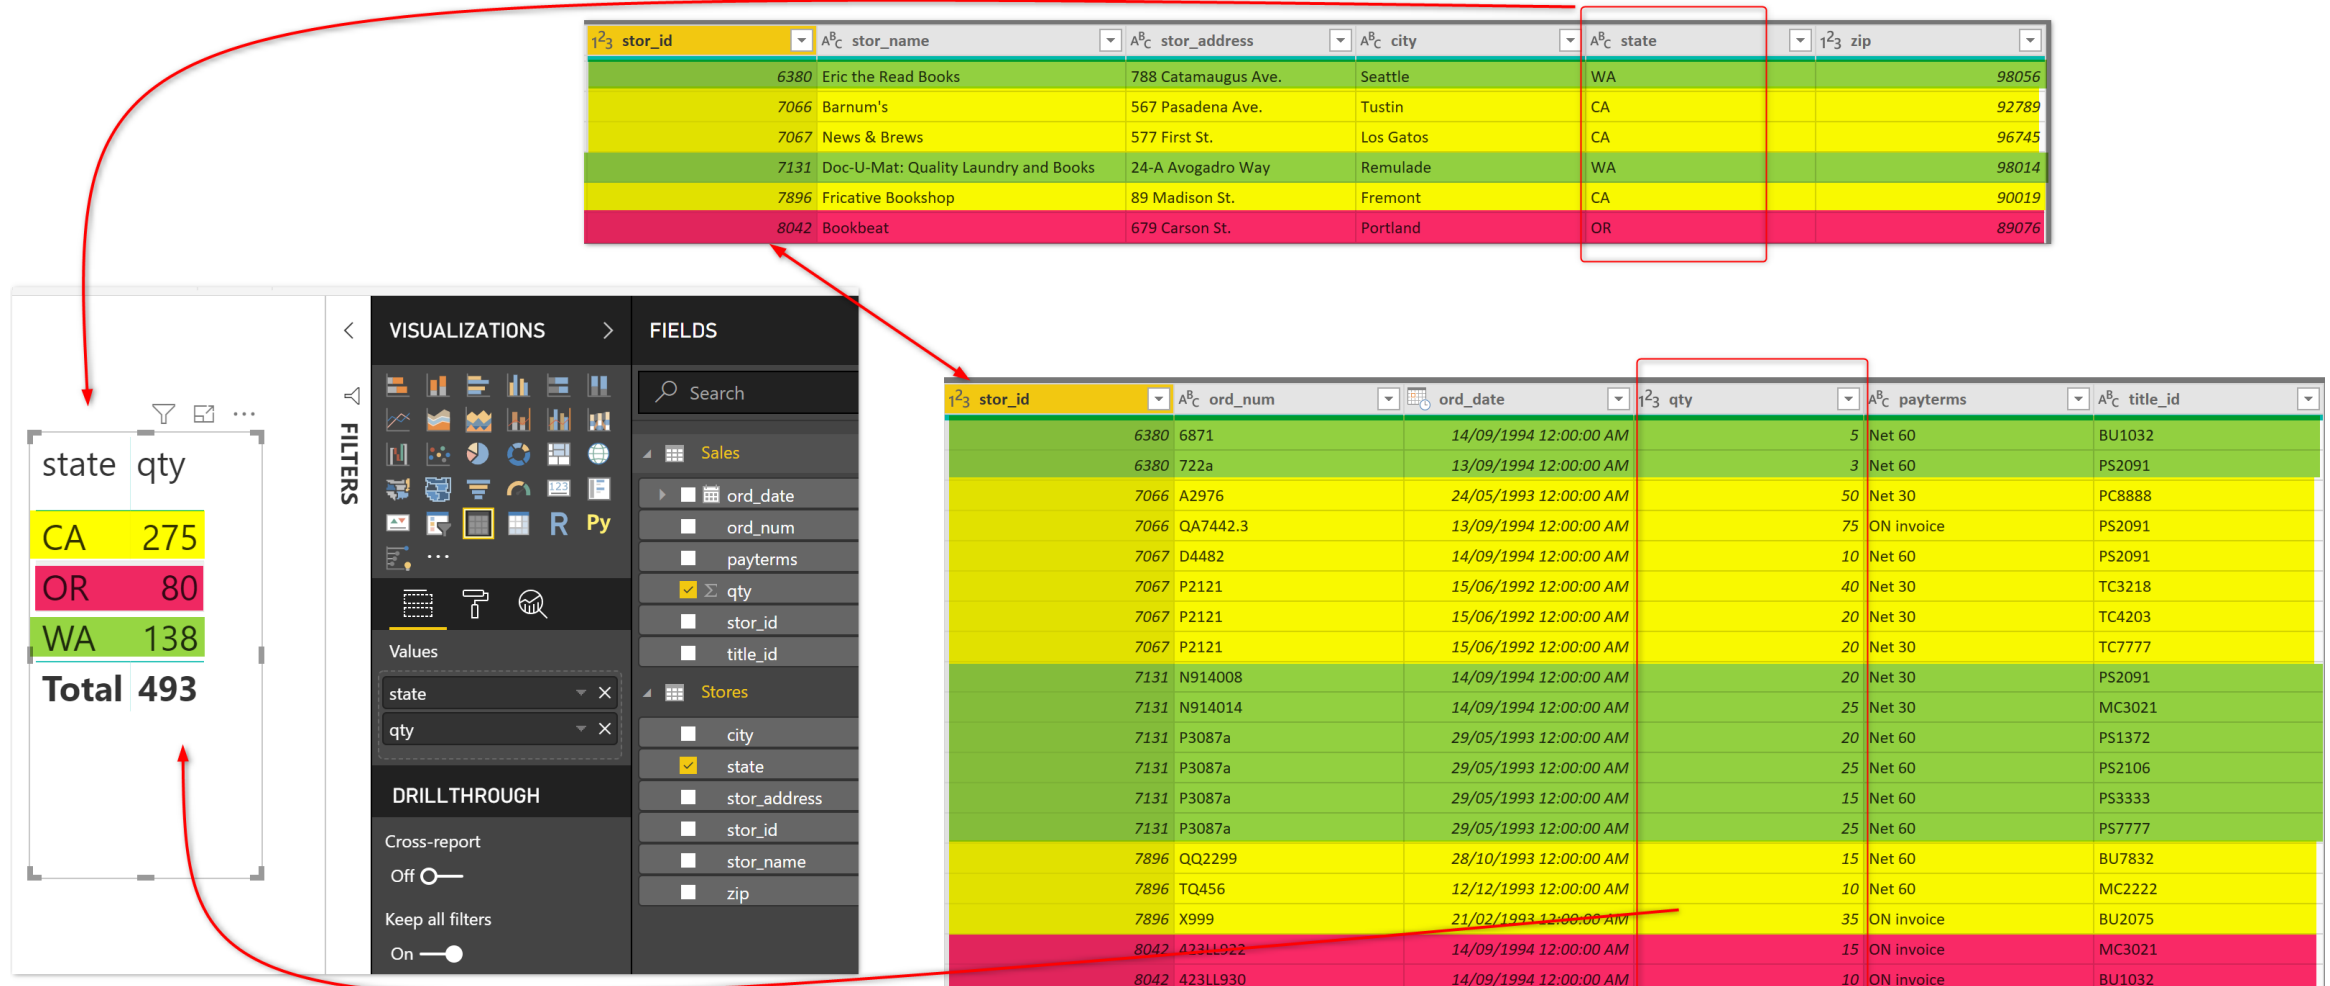 123 stor_id ABC stor_name ABC stor_address ABC city ABC state 123 zip
6380 Eric the Read Books 788 Catamaugus Ave. Seattle WA 98056
7066 Barnum's 567 Pasadena Ave. Tustin CA 92789
7067 News & Brews 577 First St. Los Gatos CA 96745
7131 Doc-U-Mat: Quality Laundry and Books 24-A Avogadro Way Remulade WA 98014
7896 Fricative Bookshop 89 Madison St. Fremont CA 90019
8042 Bookbeat 679 Carson St. Portland OR 89076
state qty
CA 275
OR 80
WA 138
Total 493
FILTERS
VISUALIZATIONS
123
R Py
Values
state
qty
DRILLTHROUGH
Cross-report
Off
Keep all filters
On
FIELDS
Search
Sales
ord_date
ord_num
payterms
qty
stor_id
title_id
Stores
city
state
stor_address
stor_id
stor_name
zip
123 stor_id ABC ord_num ord_date 123 qty ABC payterms ABC title_id
6380 6871 14/09/1994 12:00:00 AM 5 Net 60 BU1032
6380 722a 13/09/1994 12:00:00 AM 3 Net 60 PS2091
7066 A2976 24/05/1993 12:00:00 AM 50 Net 30 PC8888
7066 QA7442.3 13/09/1994 12:00:00 AM 75 ON invoice PS2091
7067 D4482 14/09/1994 12:00:00 AM 10 Net 60 PS2091
7067 P2121 15/06/1992 12:00:00 AM 40 Net 30 TC3218
7067 P2121 15/06/1992 12:00:00 AM 20 Net 30 TC4203
7067 P2121 15/06/1992 12:00:00 AM 20 Net 30 TC7777
7131 N914008 14/09/1994 12:00:00 AM 20 Net 30 PS2091
7131 N914014 14/09/1994 12:00:00 AM 25 Net 30 MC3021
7131 P3087a 29/05/1993 12:00:00 AM 20 Net 60 PS1372
7131 P3087a 29/05/1993 12:00:00 AM 25 Net 60 PS2106
7131 P3087a 29/05/1993 12:00:00 AM 15 Net 60 PS3333
7131 P3087a 29/05/1993 12:00:00 AM 25 Net 60 PS7777
7896 QQ2299 28/10/1993 12:00:00 AM 15 Net 60 BU7832
7896 TQ456 12/12/1993 12:00:00 AM 10 Net 60 MC2222
7896 X999 21/02/1993 12:00:00 AM 35 ON invoice BU2075
8042 423LL922 14/09/1994 12:00:00 AM 15 ON invoice MC3021
8042 423LL930 14/09/1994 12:00:00 AM 10 ON invoice BU1032